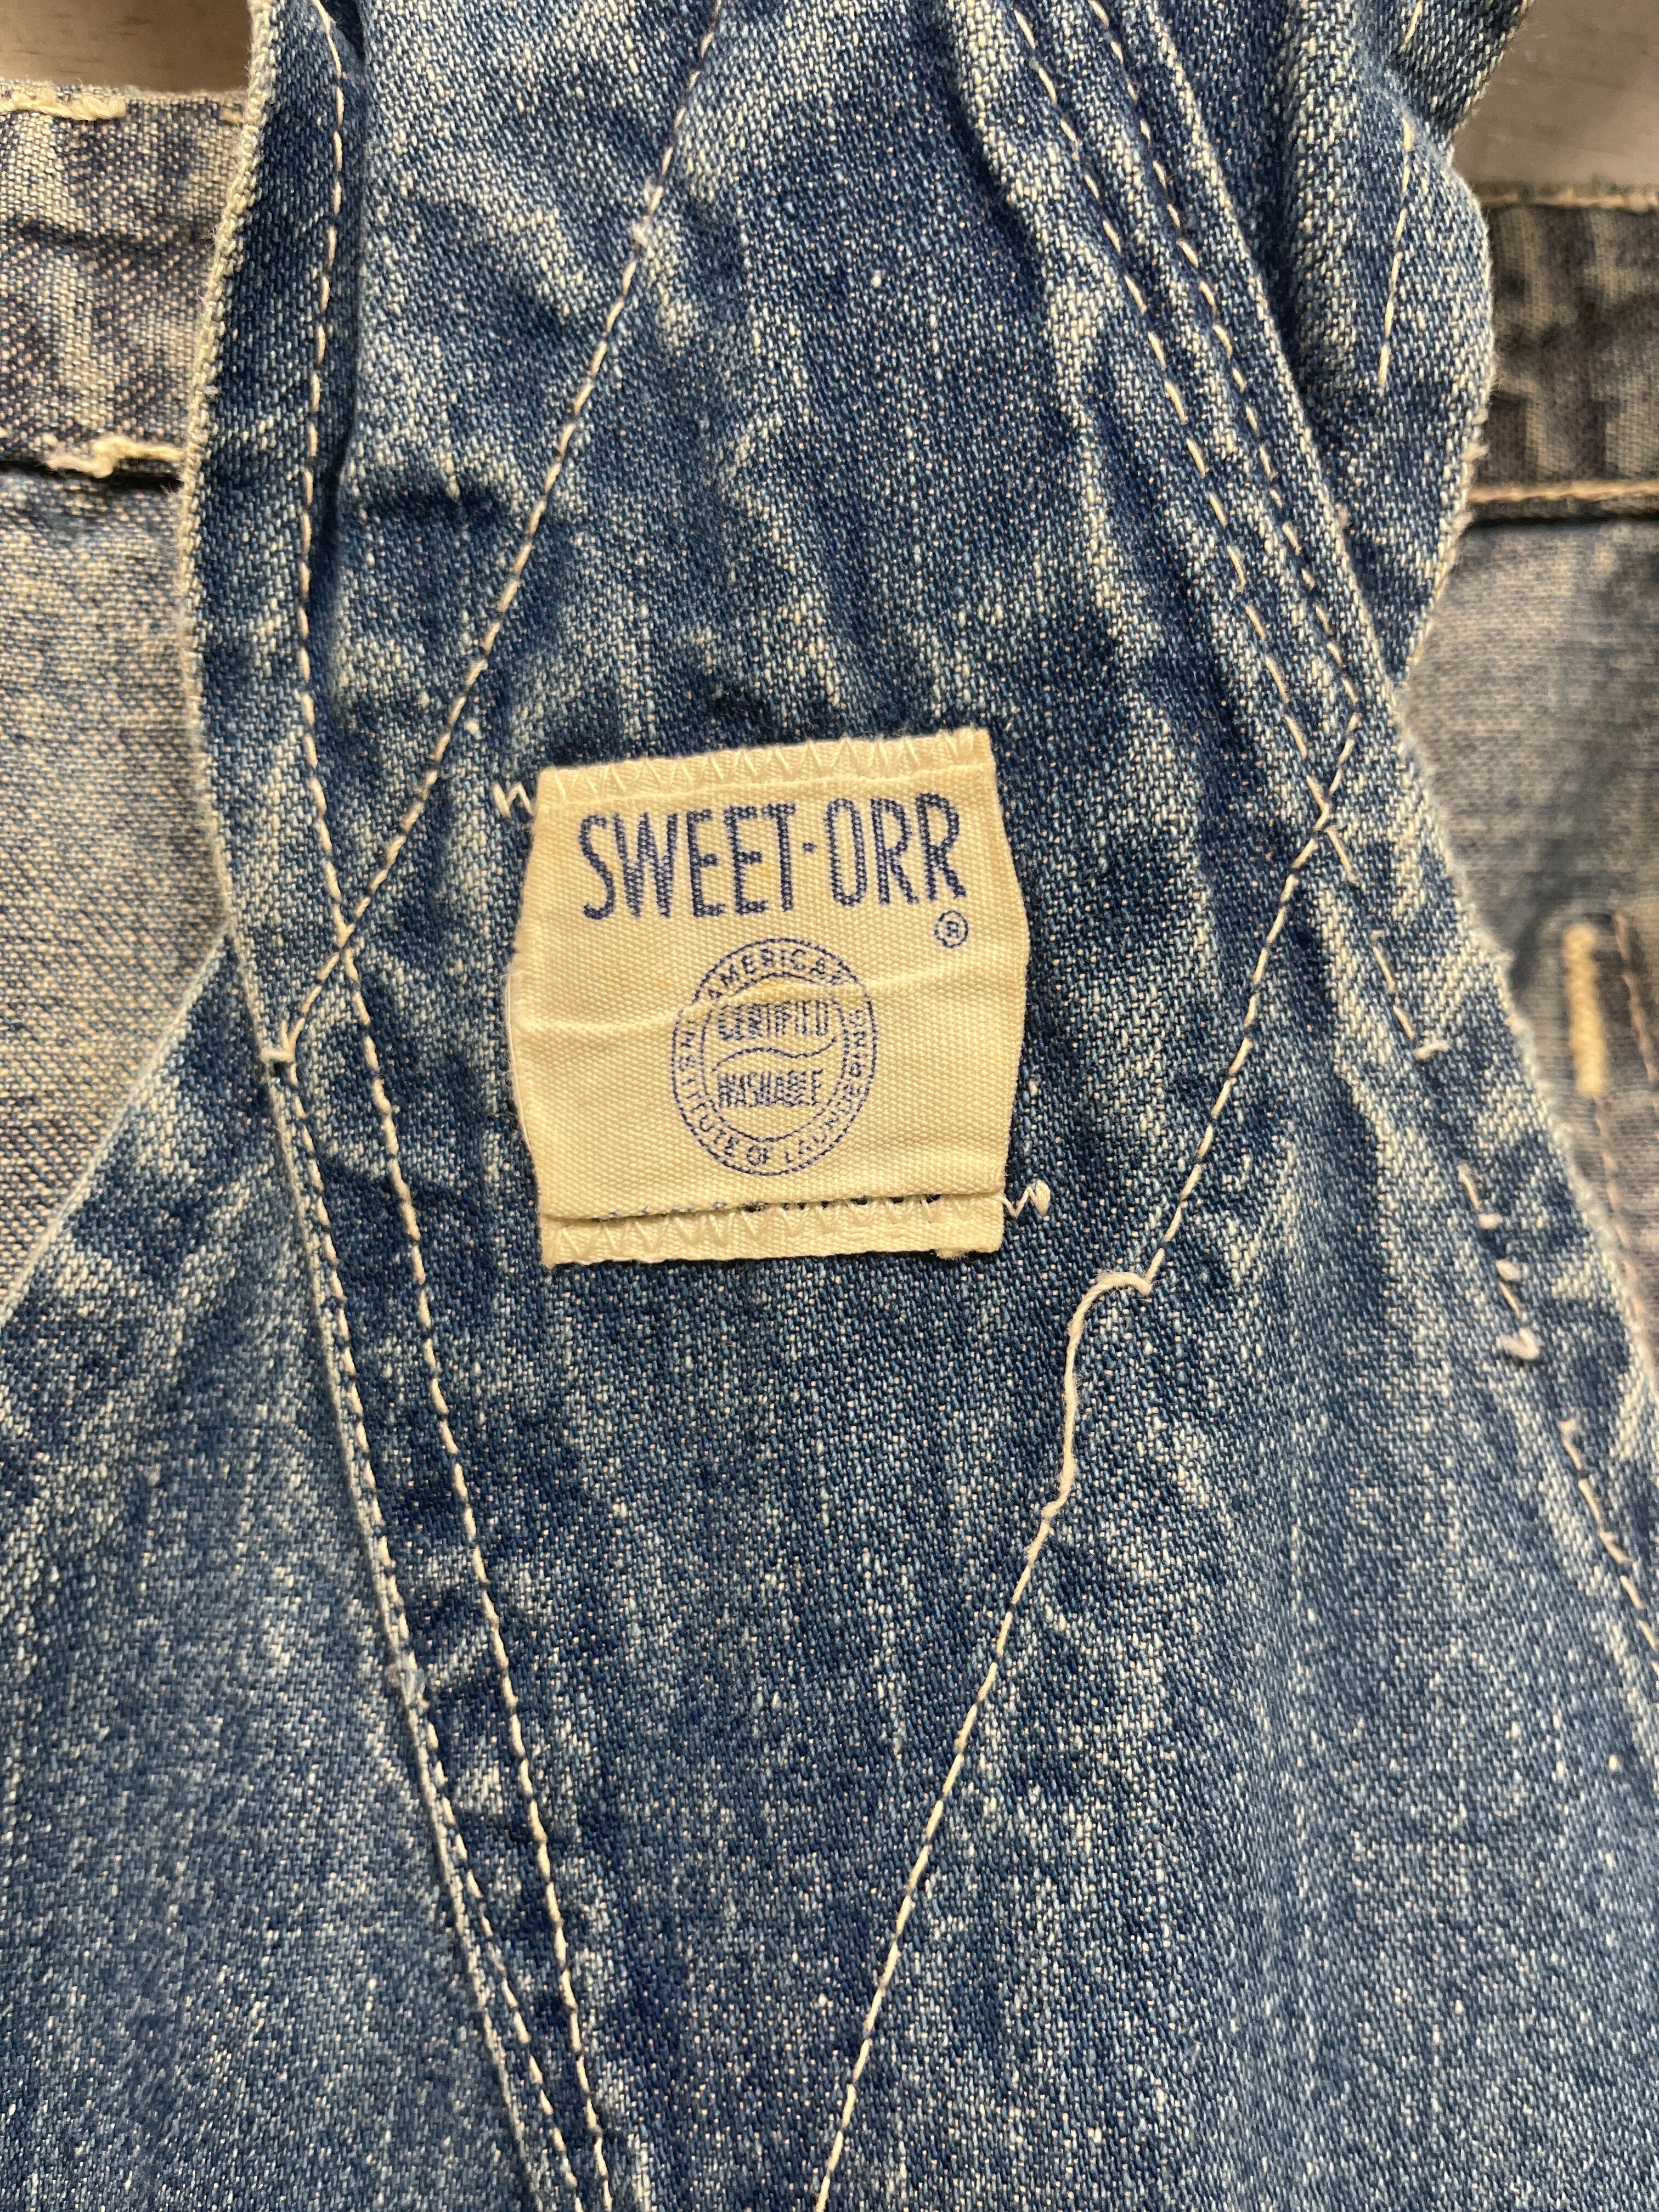 SWEET-ORR
®
AMERICAN
CERTIFIED
WASHABLE
INSTITUTE OF LAUNDERING